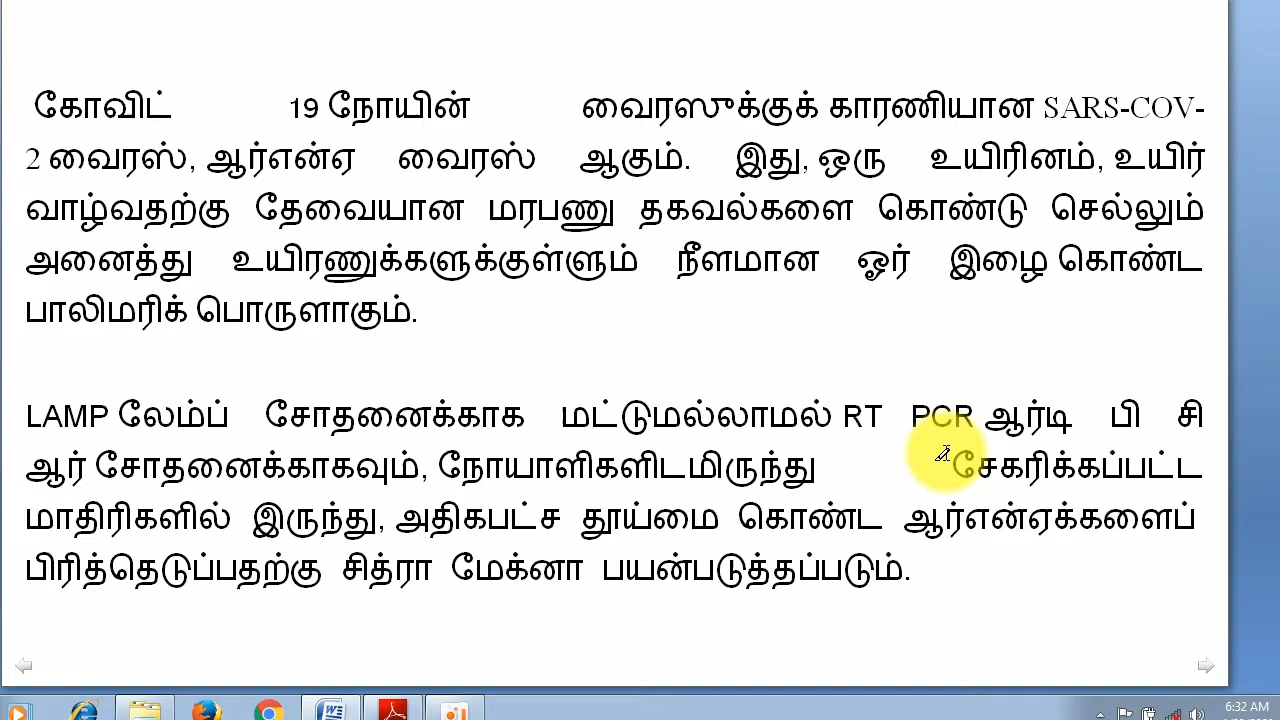 கோவிட் 19 நோயின் வைரஸுக்குக் காரணியான SARS-COV-
2 வைரஸ், ஆர்என்ஏ வைரஸ் ஆகும். இது, ஒரு உயிரினம், உயிர்
வாழ்வதற்கு தேவையான மரபணு தகவல்களை கொண்டு செல்லும்
அனைத்து உயிரணுக்களுக்குள்ளும் நீளமான ஓர் இழை கொண்ட
பாலிமரிக் பொருளாகும்.
LAMP லேம்ப் சோதனைக்காக மட்டுமல்லாமல் RT PCR ஆர்டி பி சி
ஆர் சோதனைக்காகவும், நோயாளிகளிடமிருந்து சேகரிக்கப்பட்ட
மாதிரிகளில் இருந்து, அதிகபட்ச தூய்மை கொண்ட ஆர்என்ஏக்களைப்
பிரித்தெடுப்பதற்கு சித்ரா மேக்னா பயன்படுத்தப்படும்.
6:32 AM